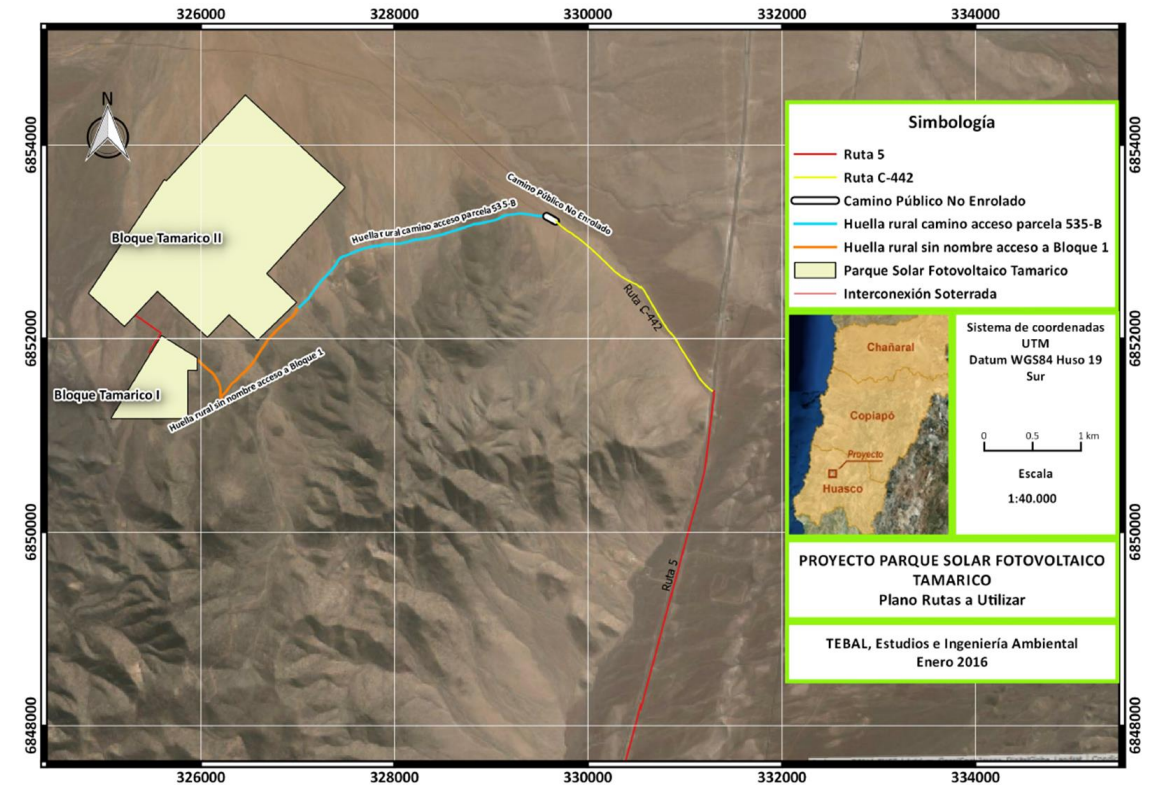 326000
328000
330000
332000
334000
6854000
6852000
6850000
6848000
N
Bloque Tamarico II
Bloque Tamarico I
Huella rural camino acceso parcela 535-B
Camino Público No Enrolado
Huella rural sin nombre acceso a Bloque 1
Ruta C-442
Ruta 5
Simbología
Ruta 5
Ruta C-442
Camino Público No Enrolado
Huella rural camino acceso parcela 535-B
Huella rural sin nombre acceso a Bloque 1
Parque Solar Fotovoltaico Tamarico
Interconexión Soterrada
Chañaral
Copiapó
Proyecto
Huasco
Sistema de coordenadas
UTM
Datum WGS84 Huso 19
Sur
0 0.5 1 km
Escala
1:40.000
PROYECTO PARQUE SOLAR FOTOVOLTAICO
TAMARICO
Plano Rutas a Utilizar
TEBAL, Estudios e Ingeniería Ambiental
Enero 2016
6854000
6852000
6850000
6848000
326000
328000
330000
332000
334000